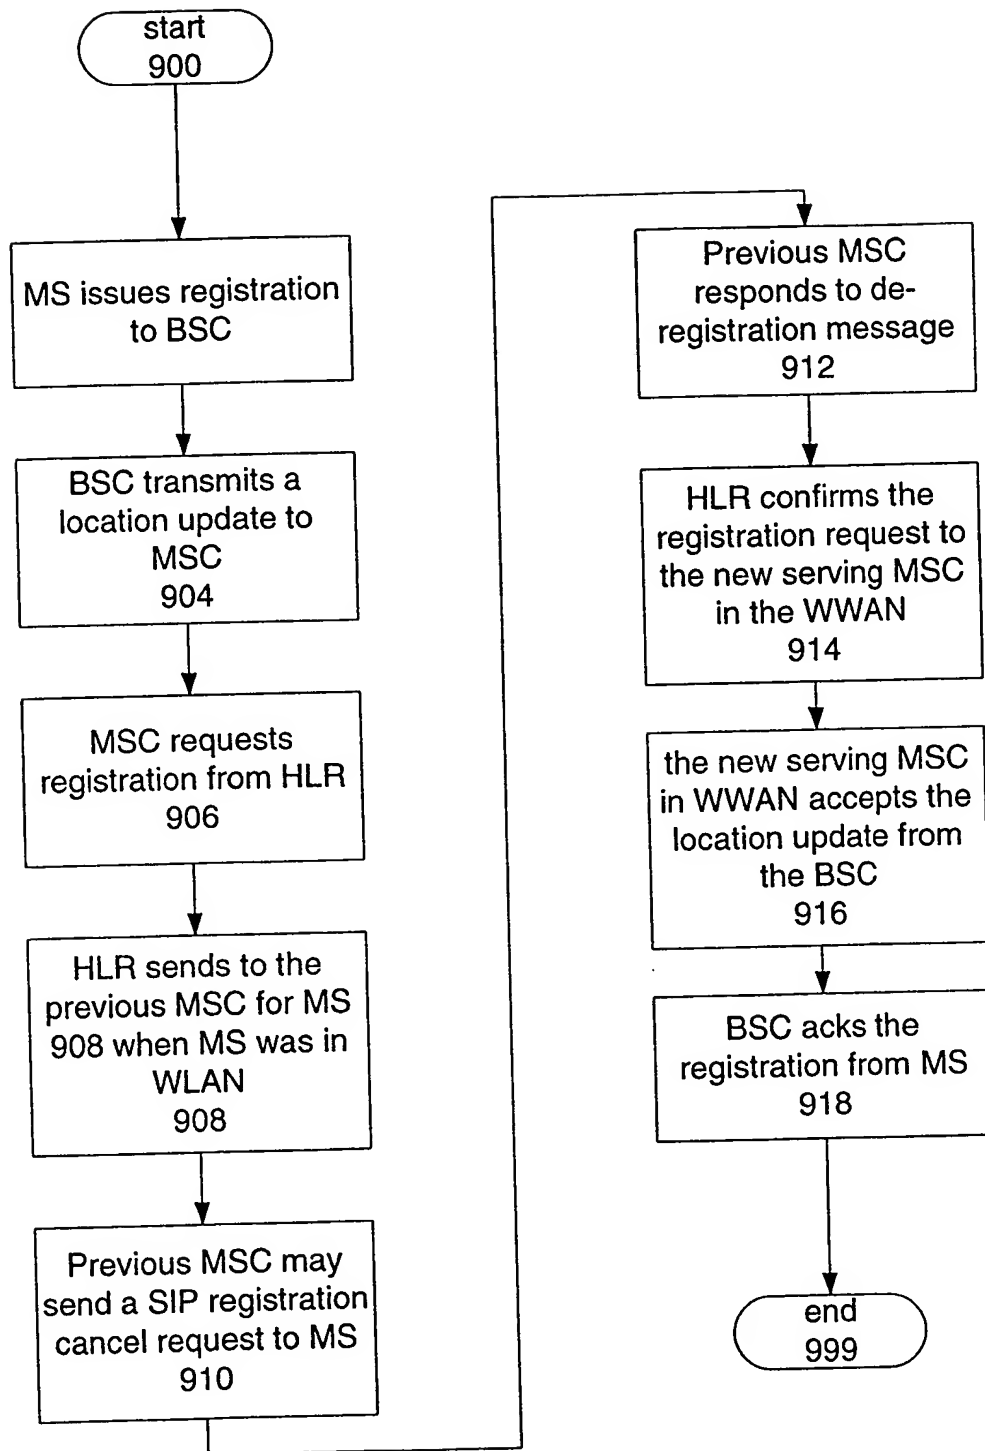 start
900
MS issues registration
to BSC
BSC transmits a
location update to
MSC
904
MSC requests
registration from HLR
906
HLR sends to the
previous MSC for MS
908 when MS was in
WLAN
908
Previous MSC may
send a SIP registration
cancel request to MS
910
Previous MSC
responds to de-
registration message
912
HLR confirms the
registration request to
the new serving MSC
in the WWAN
914
the new serving MSC
in WWAN accepts the
location update from
the BSC
916
BSC acks the
registration from MS
918
end
999